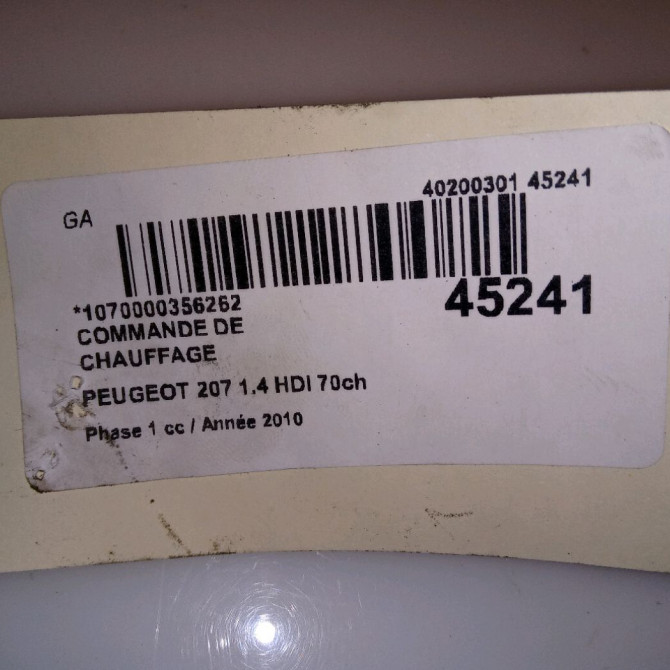 GA
40200301 45241
*1070000356262
45241
COMMANDE DE
CHAUFFAGE
PEUGEOT 207 1.4 HDI 70ch
Phase 1 cc / Année 2010